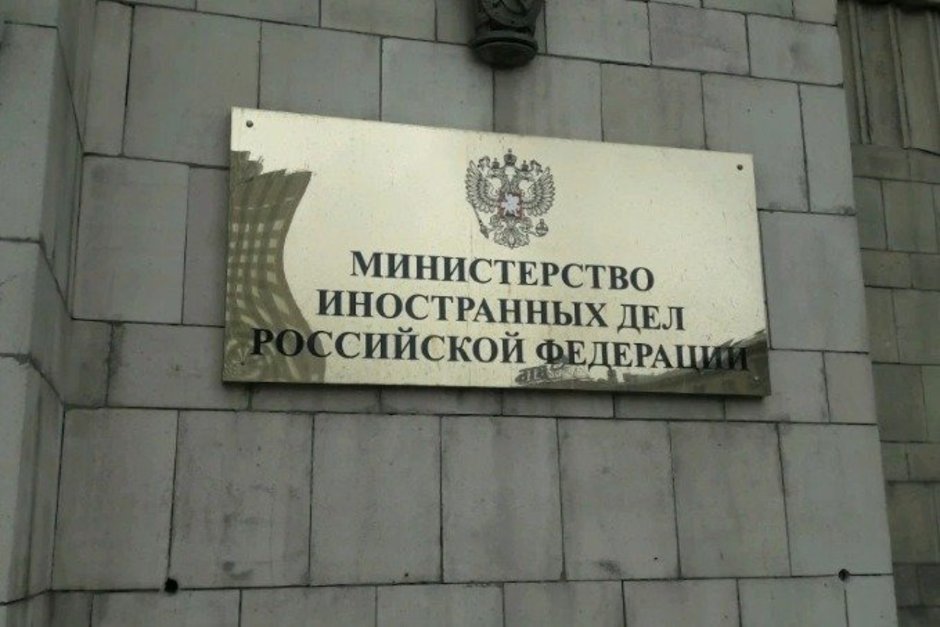 МИНИСТЕРСТВО
ИНОСТРАННЫХ ДЕЛ
РОССИЙСКОЙ ФЕДЕРАЦИИ